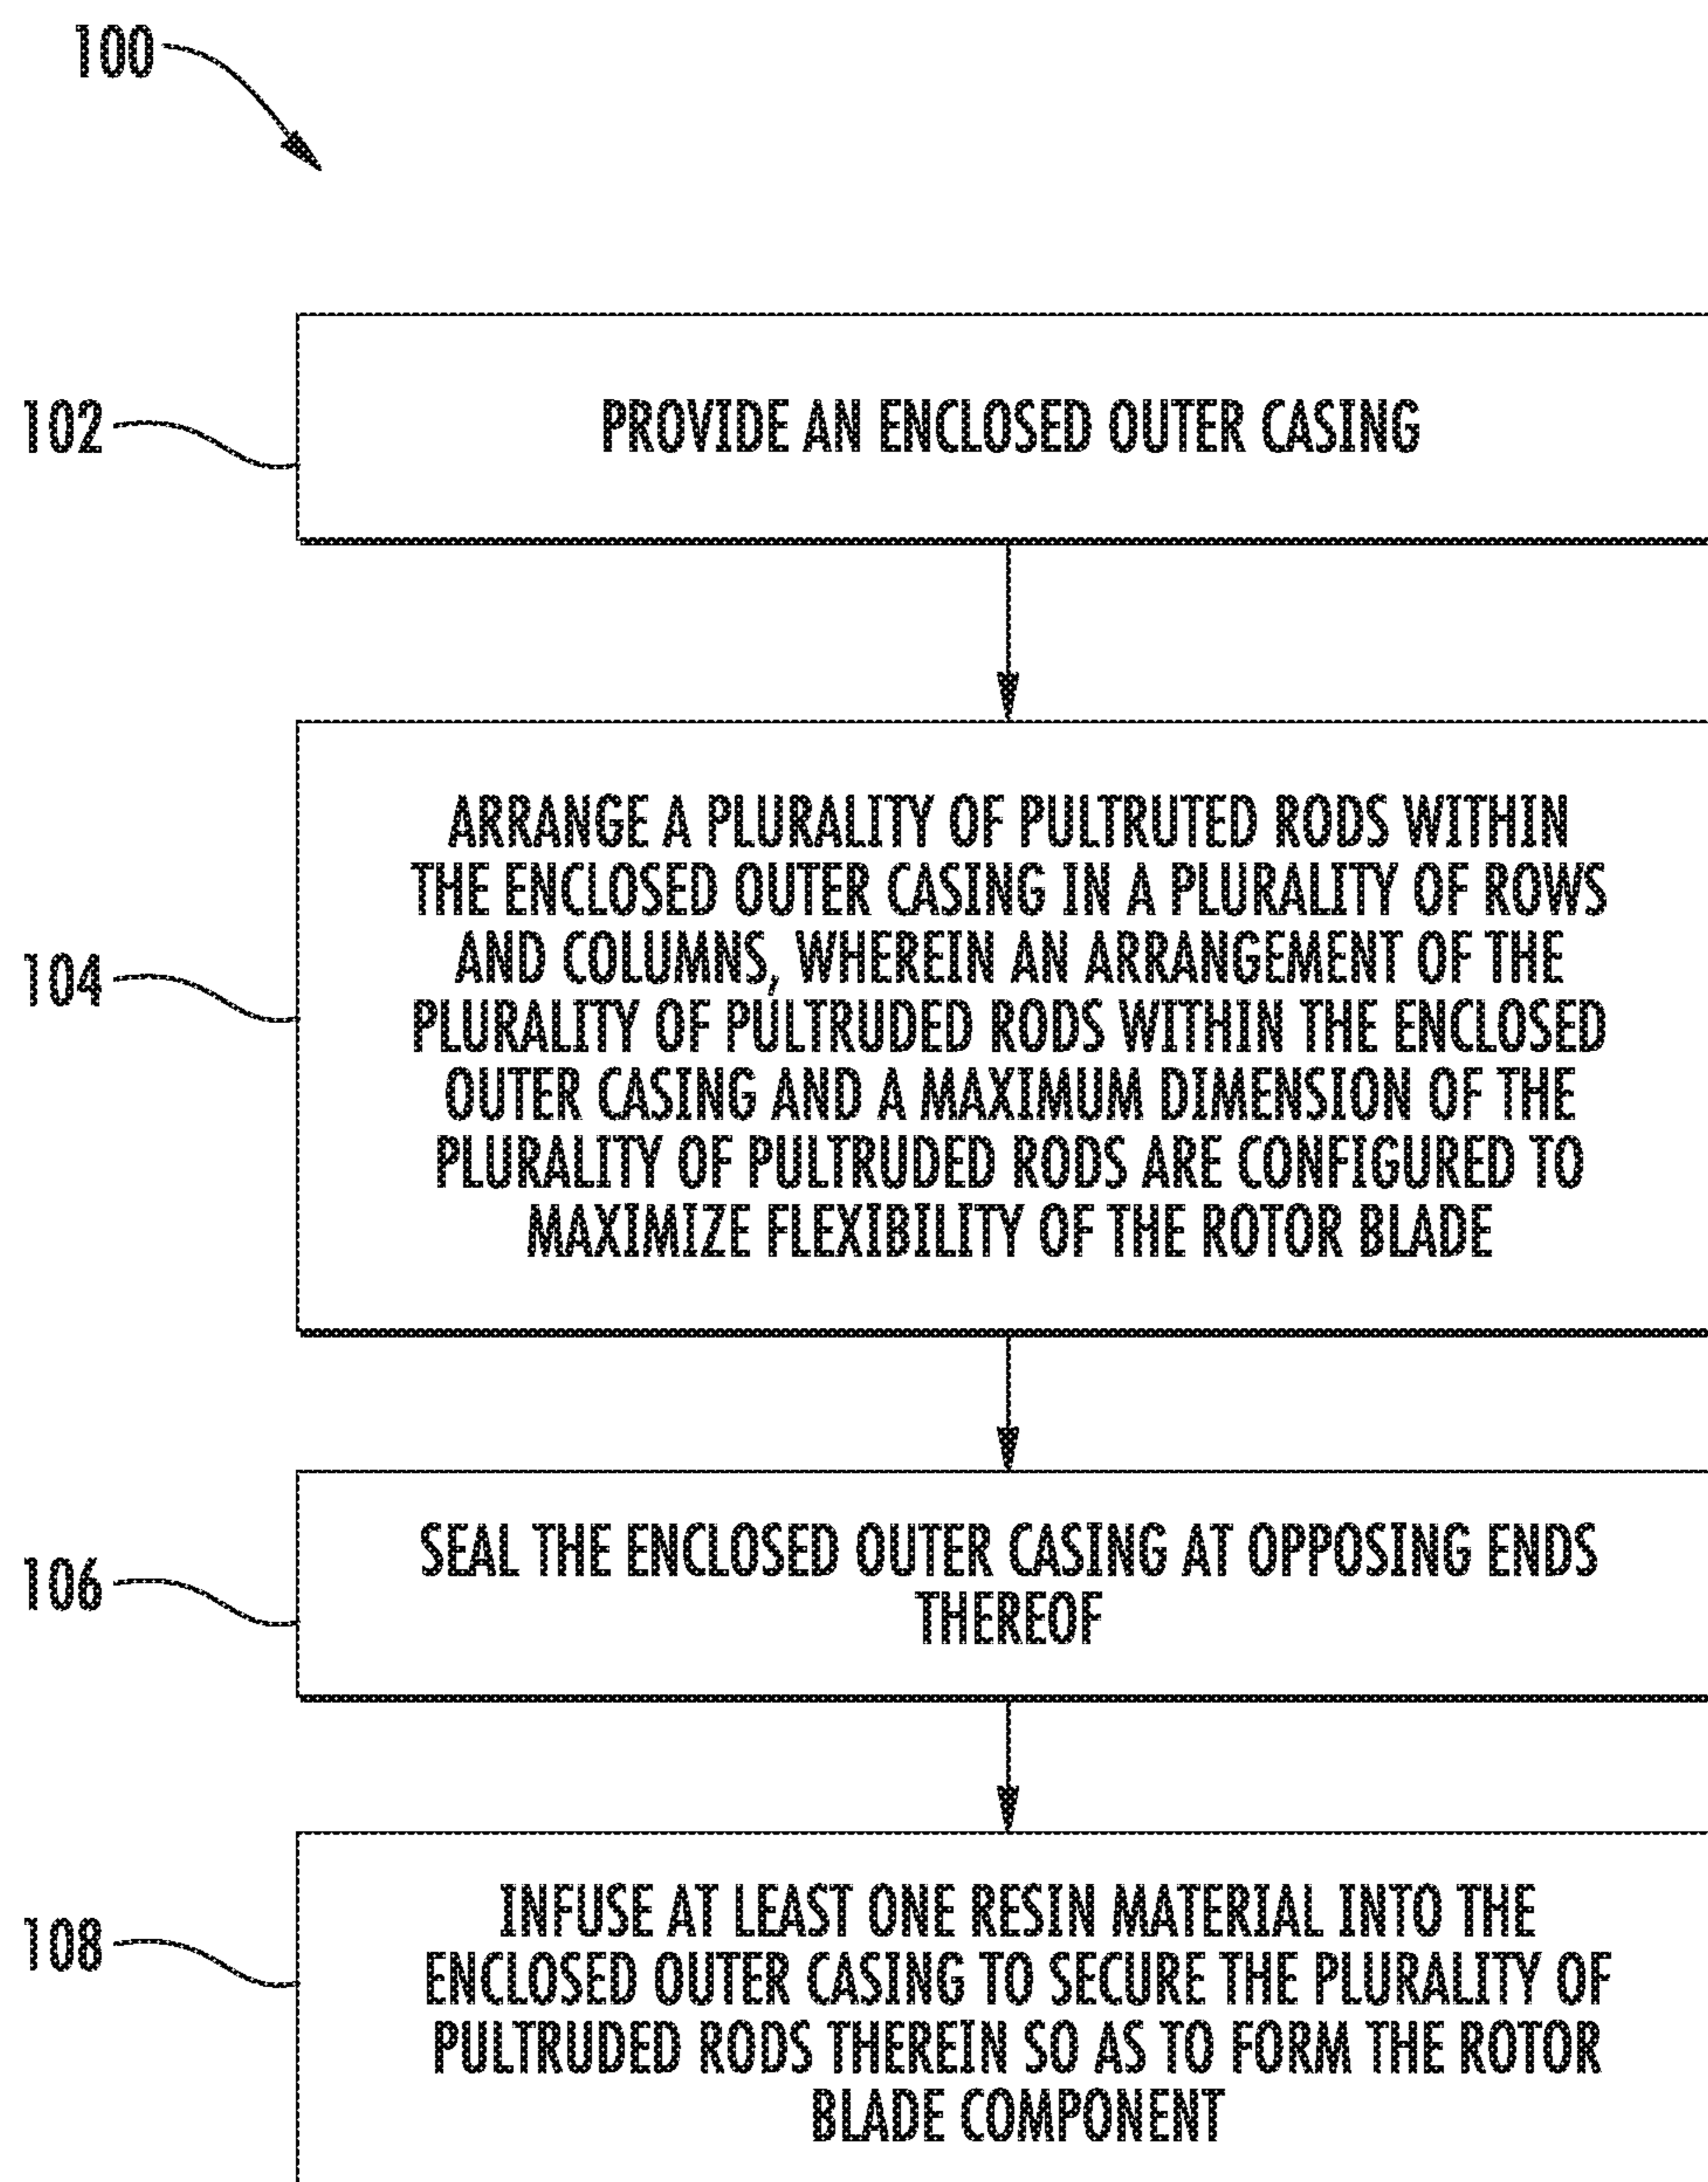 100
102
PROVIDE AN ENCLOSED OUTER CASING
104
ARRANGE A PLURALITY OF PULTRUTED RODS WITHIN
THE ENCLOSED OUTER CASING IN A PLURALITY OF ROWS
AND COLUMNS, WHEREIN AN ARRANGEMENT OF THE
PLURALITY OF PULTRUDED RODS WITHIN THE ENCLOSED
OUTER CASING AND A MAXIMUM DIMENSION OF THE
PLURALITY OF PULTRUDED RODS ARE CONFIGURED TO
MAXIMIZE FLEXIBILITY OF THE ROTOR BLADE
106
SEAL THE ENCLOSED OUTER CASING AT OPPOSING ENDS
THEREOF
108
INFUSE AT LEAST ONE RESIN MATERIAL INTO THE
ENCLOSED OUTER CASING TO SECURE THE PLURALITY OF
PULTRUDED RODS THEREIN SO AS TO FORM THE ROTOR
BLADE COMPONENT